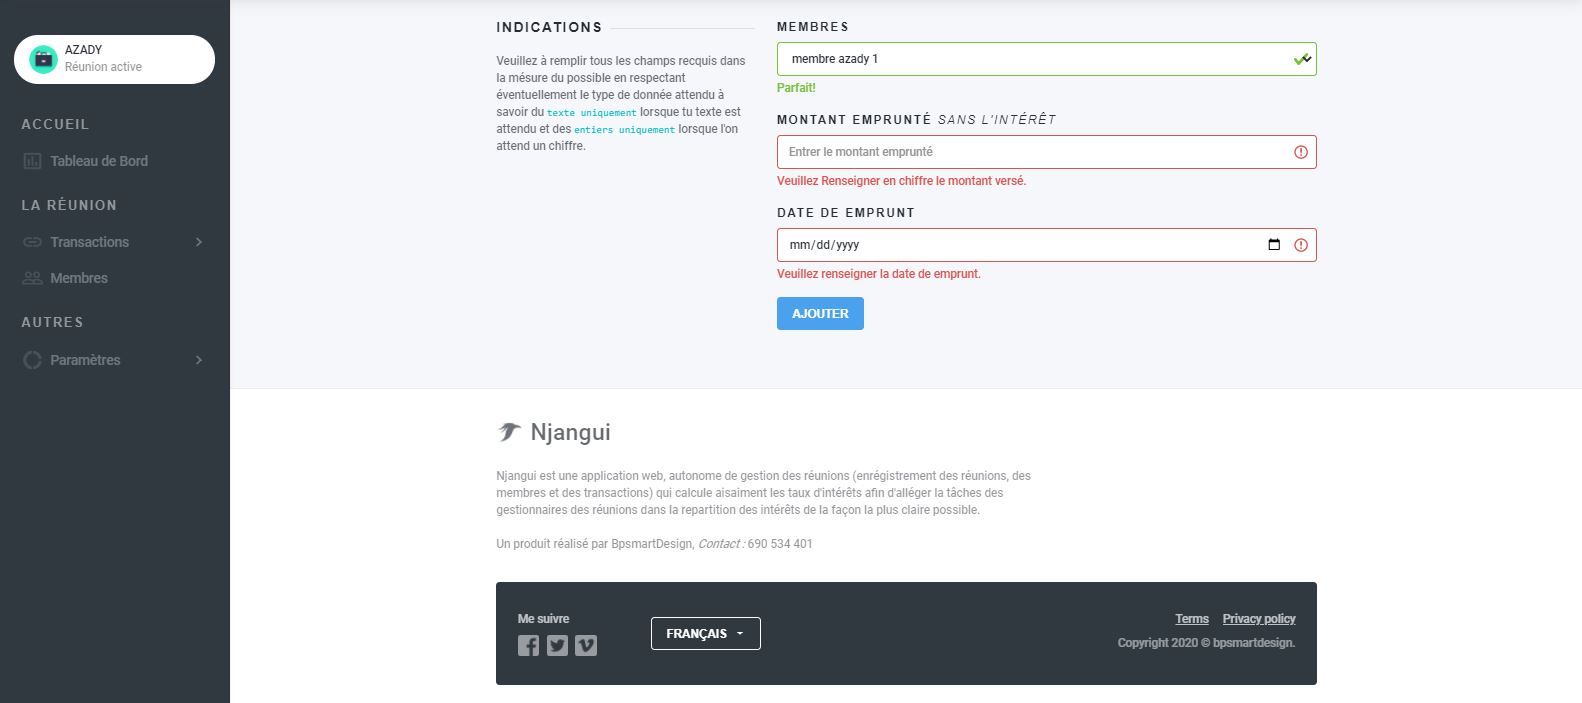 AZADY
Réunion active
ACCUEIL
Tableau de Bord
LA RÉUNION
Transactions
Membres
AUTRES
Paramètres
INDICATIONS
Veuillez à remplir tous les champs recquis dans
la mésure du possible en respectant
éventuellement le type de donnée attendu à
savoir du texte uniquement lorsque tu texte est
attendu et des entiers uniquement lorsque l'on
attend un chiffre.
MEMBRES
membre azady 1
Parfait!
MONTANT EMPRUNTÉ SANS L'INTÉRÊT
Entrer le montant emprunté
Veuillez Renseigner en chiffre le montant versé.
DATE DE EMPRUNT
mm/dd/yyyy
Veuillez renseigner la date de emprunt.
AJOUTER
Njangui
Njangui est une application web, autonome de gestion des réunions (enrégistrement des réunions, des
membres et des transactions) qui calcule aisaiment les taux d'intérêts afin d'alléger la tâches des
gestionnaires des réunions dans la repartition des intérêts de la façon la plus claire possible.
Un produit réalisé par BpsmartDesign, Contact : 690 534 401
Me suivre
FRANÇAIS
Terms Privacy policy
Copyright 2020 © bpsmartdesign.